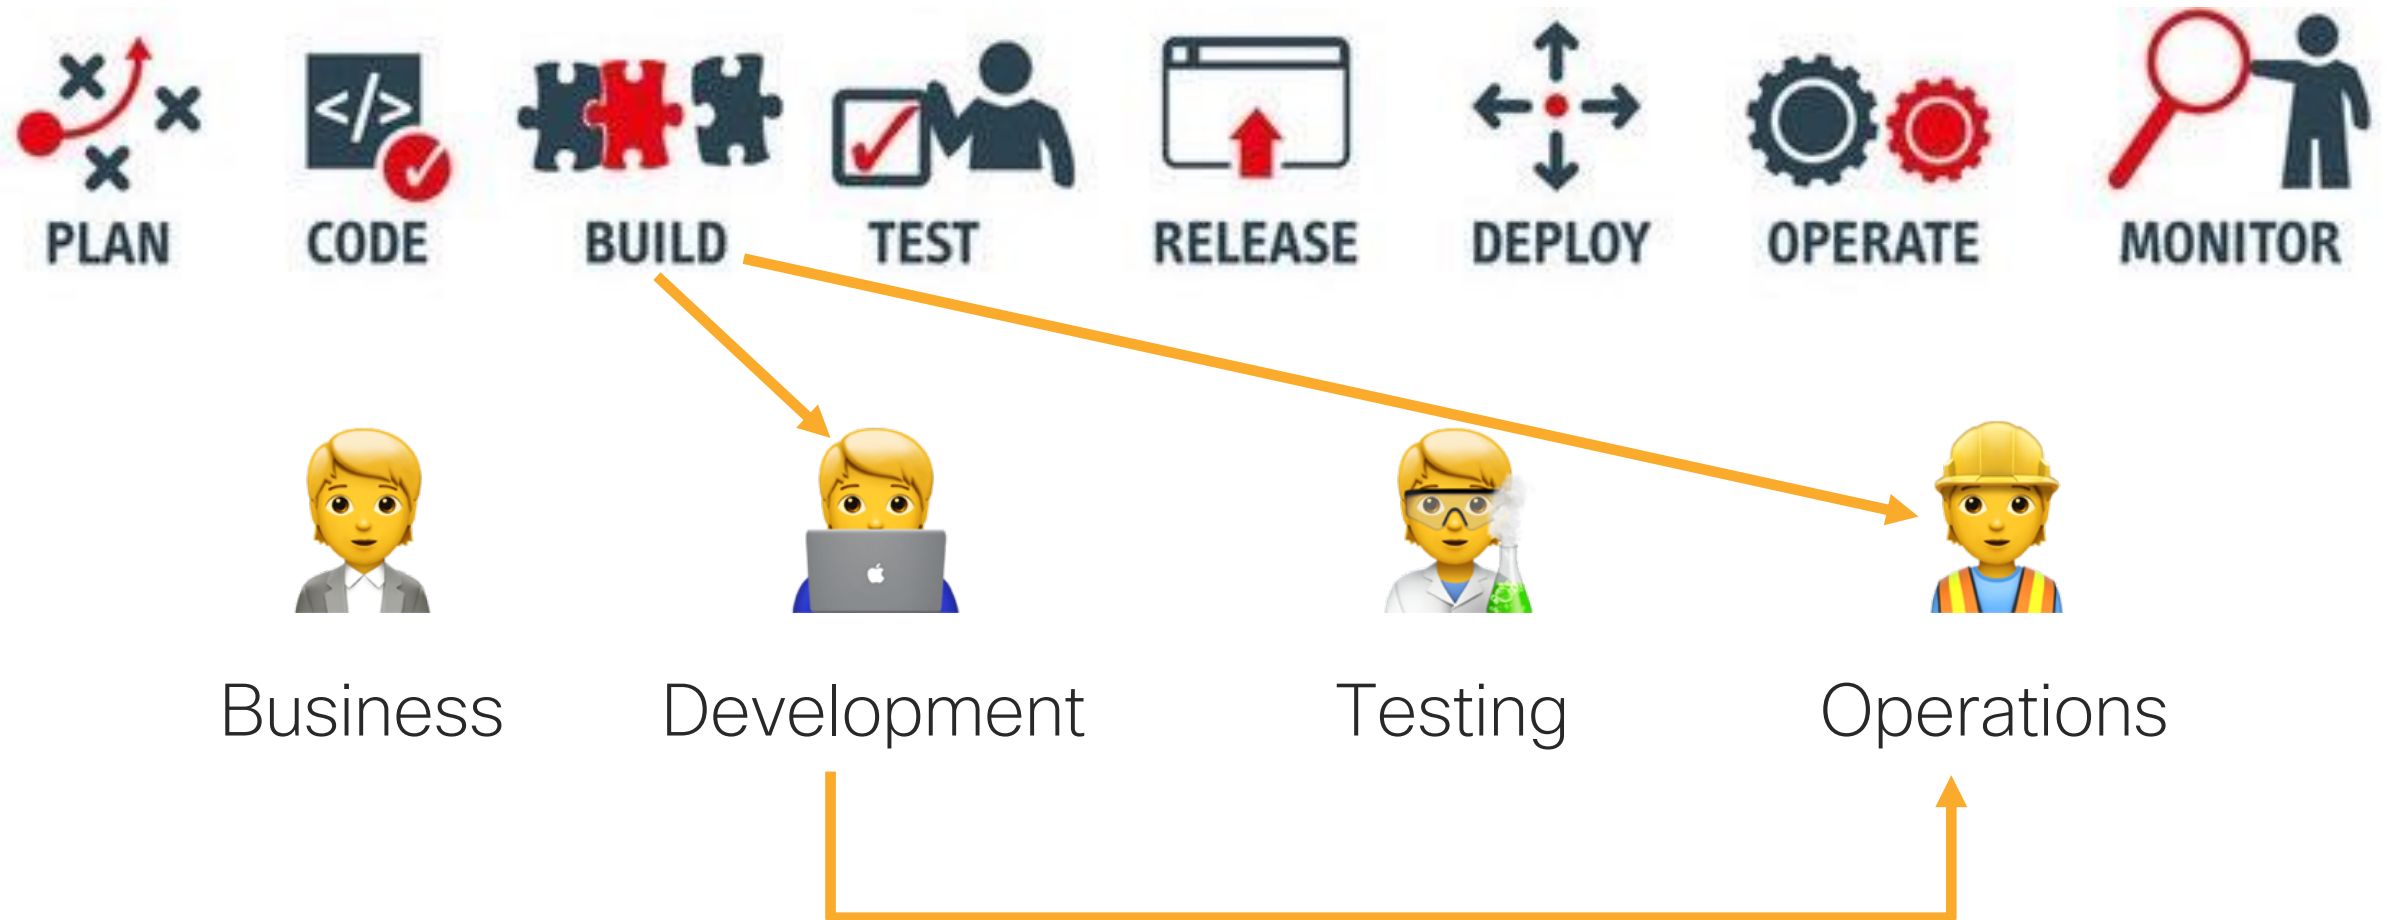 </>
PLAN CODE BUILD TEST RELEASE DEPLOY OPERATE MONITOR
Business Development Testing Operations